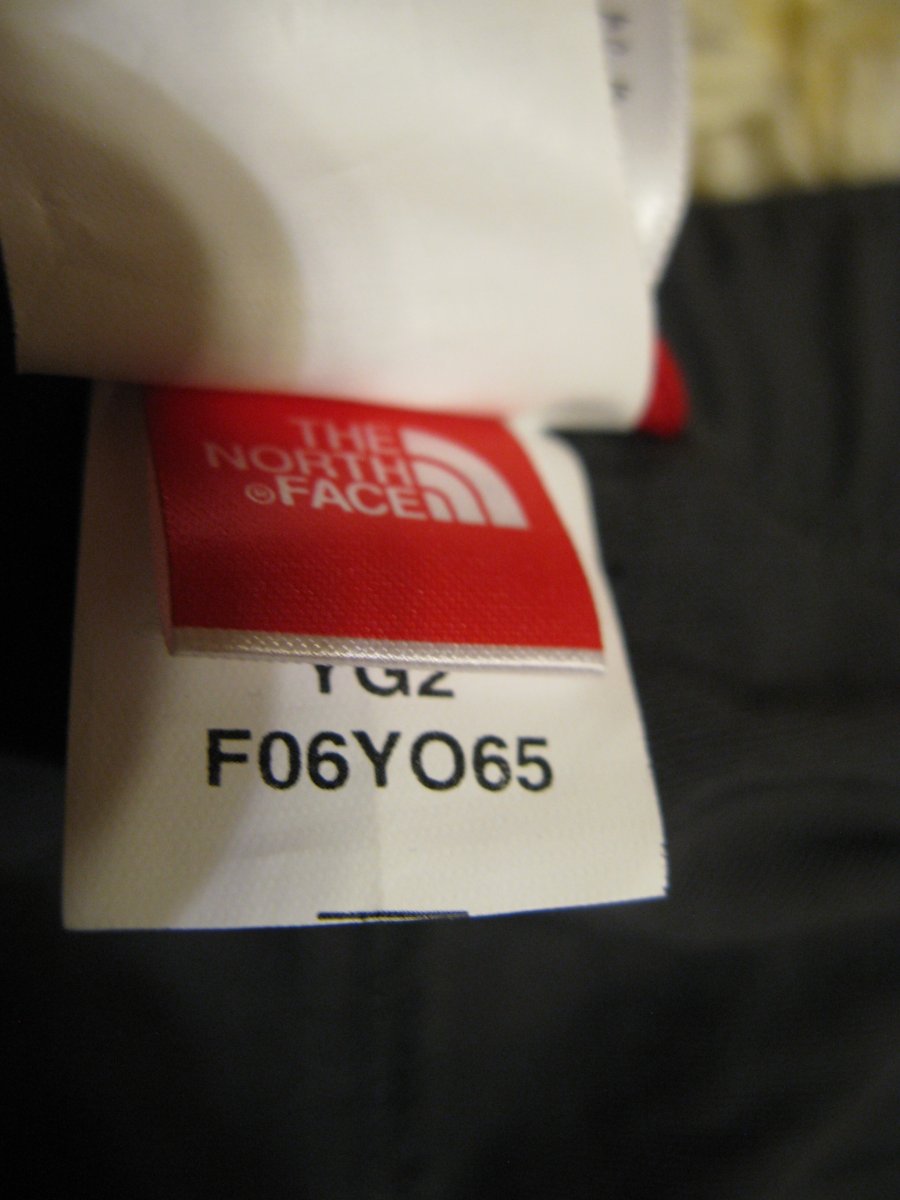 THE
NORTH
FACE
YG2
F06YO65